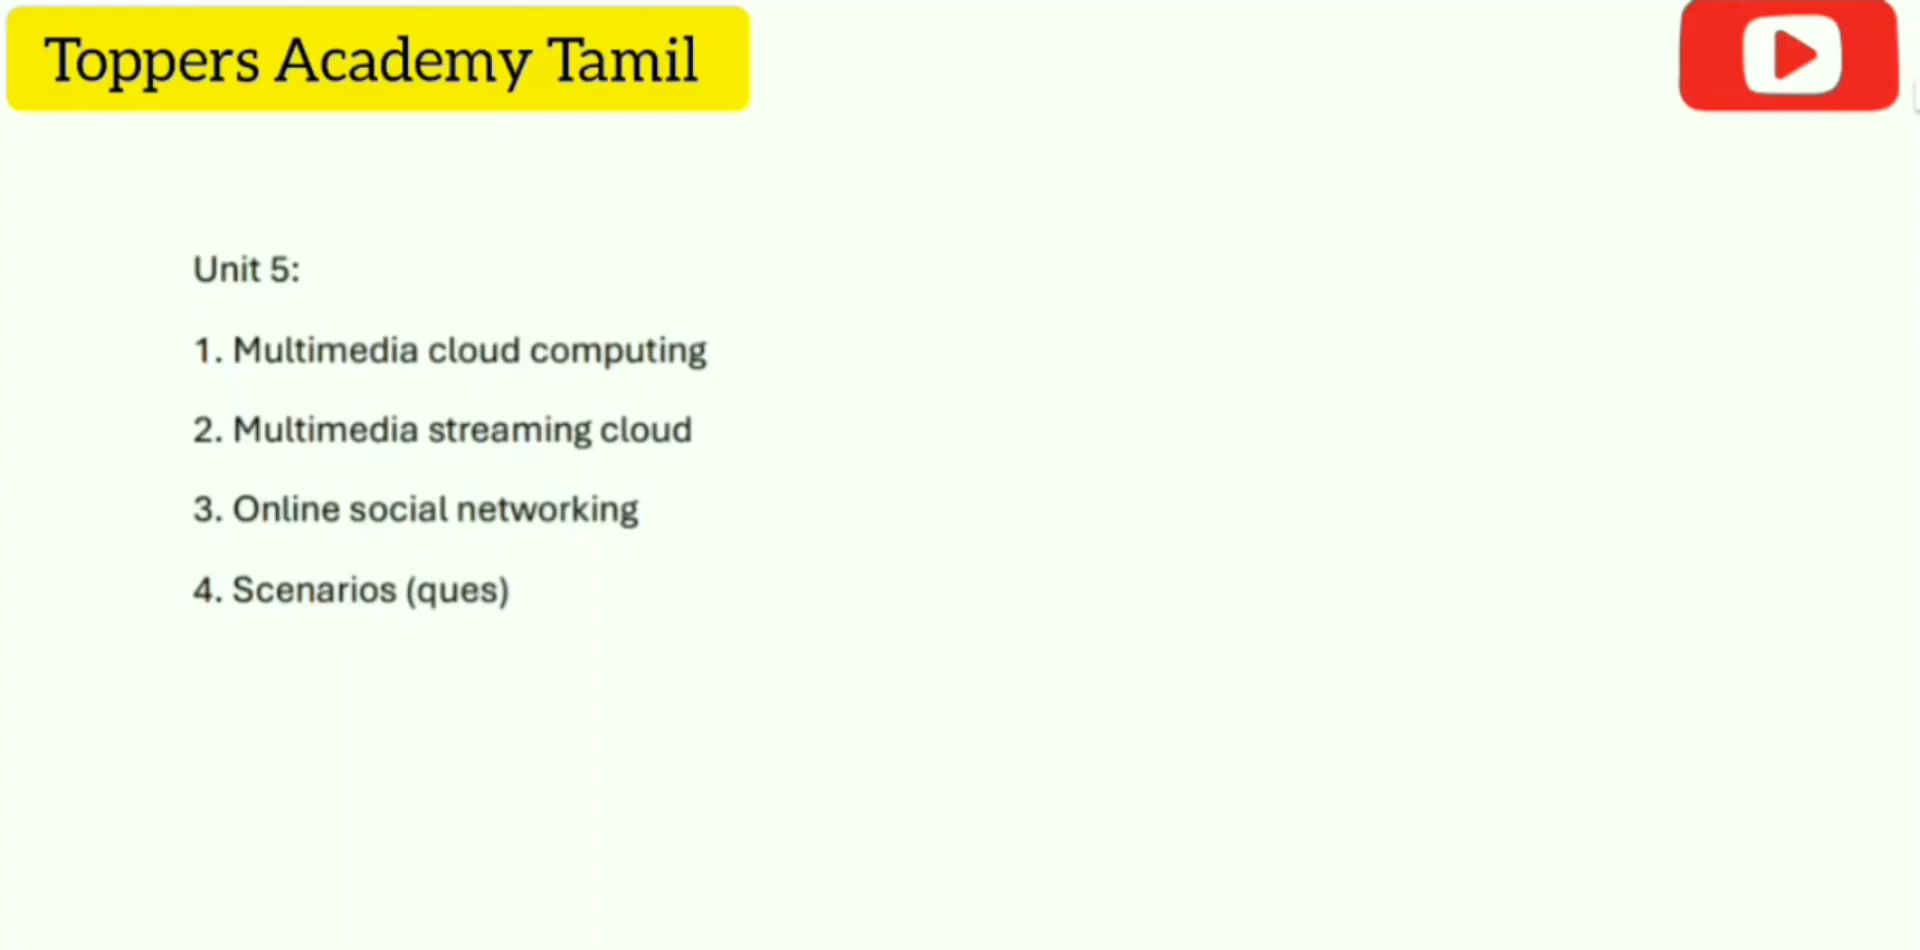 Toppers Academy Tamil
Unit 5:
1. Multimedia cloud computing
2. Multimedia streaming cloud
3. Online social networking
4. Scenarios (ques)